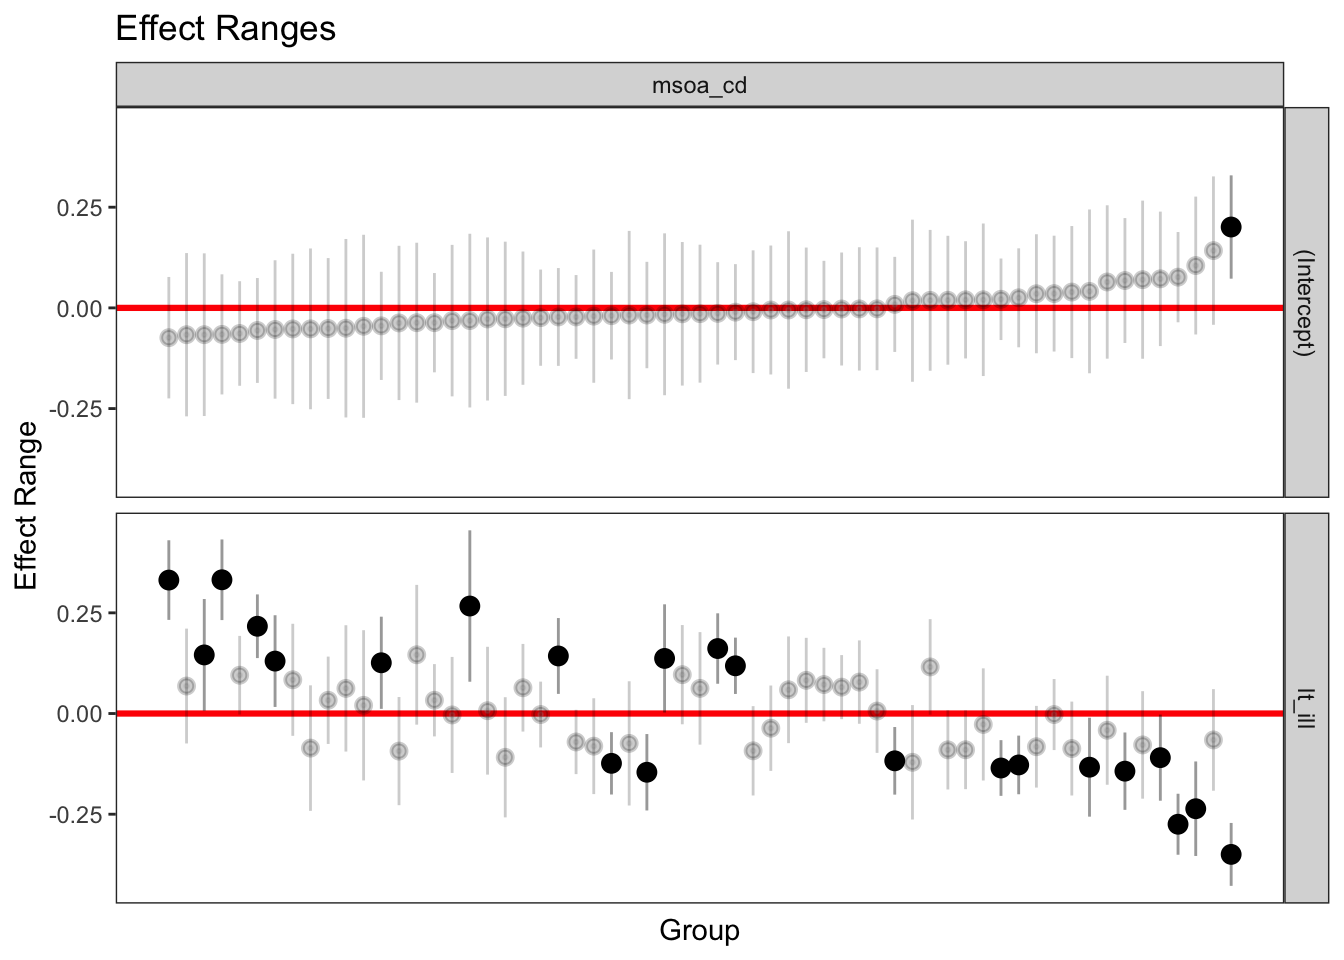 Effect Ranges
msoa_cd
0.25
0.00
-0.25
(Intercept)
Effect Range
0.25
0.00
-0.25
lt_ill
Group